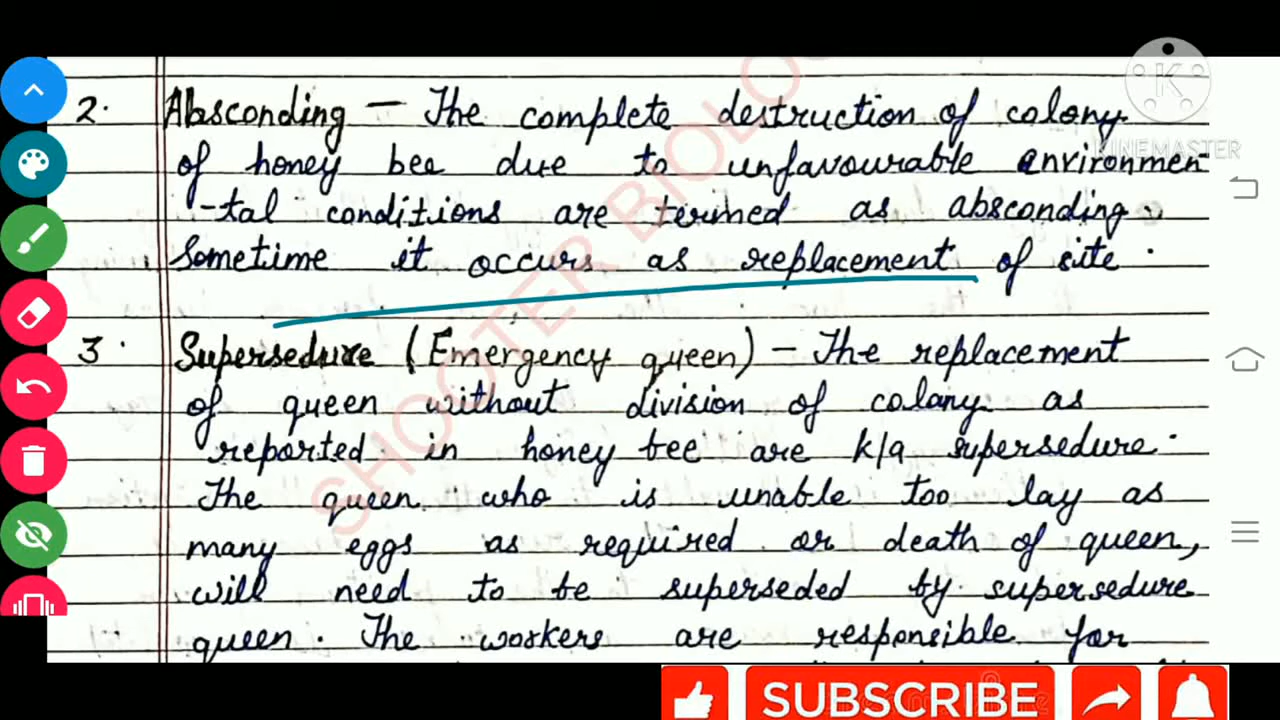 2. Absconding - The complete destruction of colony
of honey bee due to unfavourable environmen-
-tal conditions are termed as absconding.
Sometime it occurs as replacement of site.
3. Supersedure (Emergency queen) - The replacement
of queen without division of colany as
reported in honey bee are k/a supersedure.
The queen who is unable too lay as
many eggs as required or death of queen,
will need to be superseded by supersedure
queen. The workers are responsible for
SHOOTER BIOLO
K
KINEMASTER
SUBSCRIBE